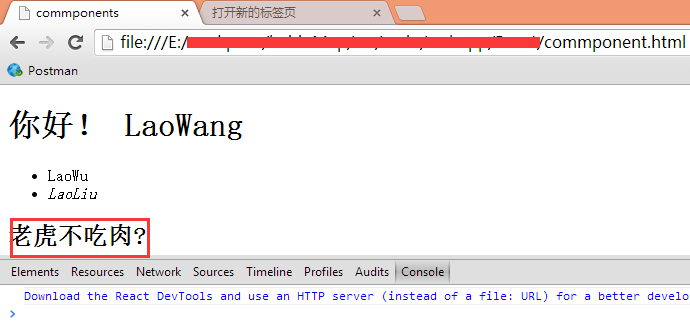 commponents
打开新的标签页
file:///E:/ /commponent.html
Postman
你好！ LaoWang
LaoWu
LaoLiu
老虎不吃肉?
Elements Resources Network Sources Timeline Profiles Audits Console
Download the React DevTools and use an HTTP server (instead of a file: URL) for a better develo